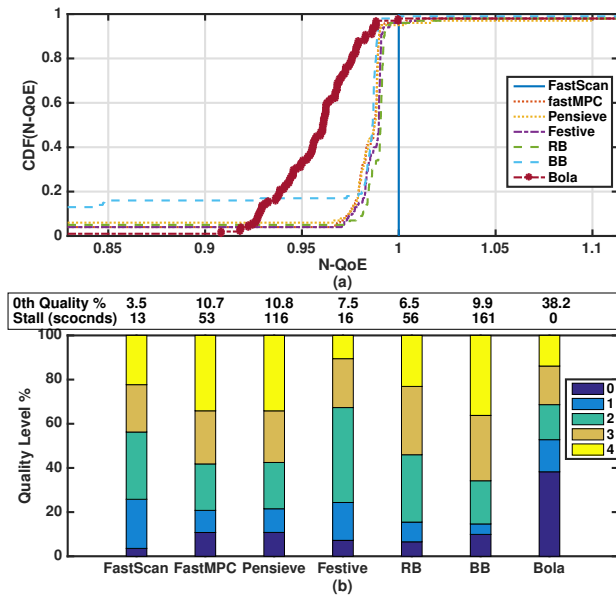 1
0.8
0.6
0.4
0.2
0
CDF(N-QoE)
0.85 0.9 0.95 1 1.05 1.1
N-QoE
(a)
FastScan
fastMPC
Pensieve
Festive
RB
BB
Bola
0th Quality % 3.5 10.7 10.8 7.5 6.5 9.9 38.2
Stall (scocnds) 13 53 116 16 56 161 0
100
80
60
40
20
0
Quality Level %
0
1
2
3
4
FastScan FastMPC Pensieve Festive RB BB Bola
(b)